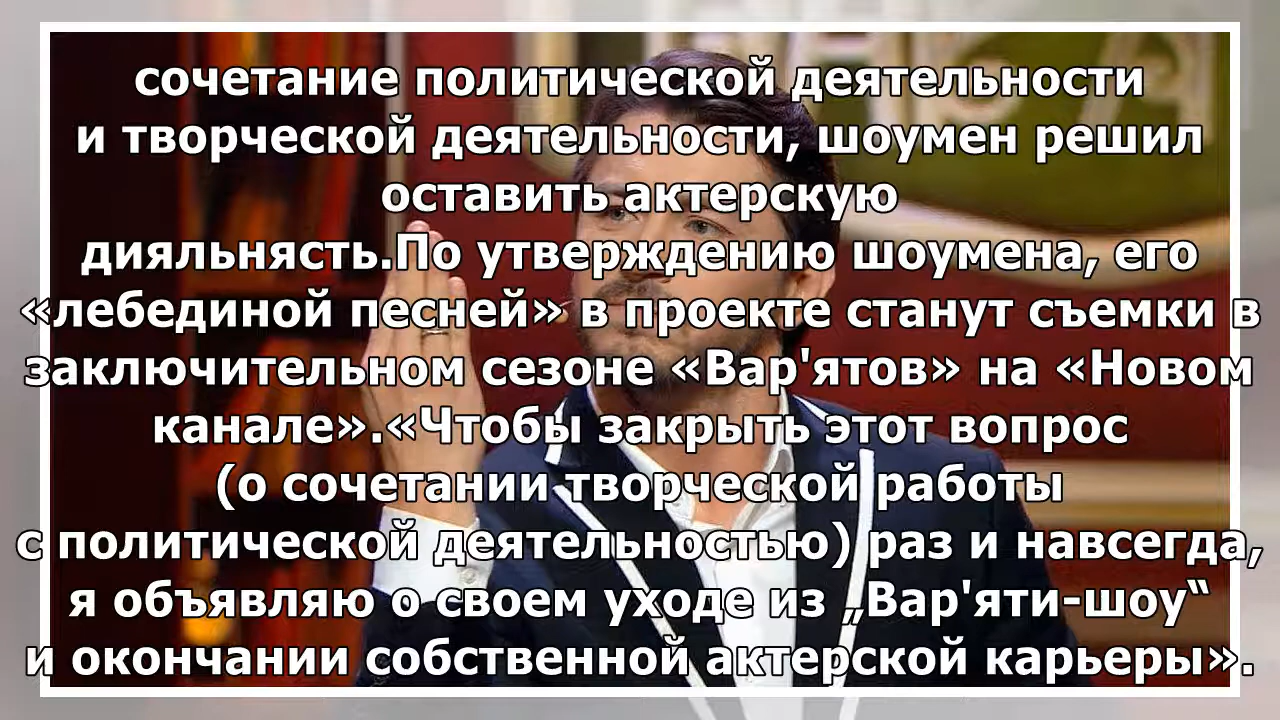 сочетание политической деятельности
и творческой деятельности, шоумен решил
оставить актерскую
дияльнясть.По утверждению шоумена, его
«лебединой песней» в проекте станут съемки в
заключительном сезоне «Вар'ятов» на «Новом
канале».«Чтобы закрыть этот вопрос
(о сочетании творческой работы
с политической деятельностью) раз и навсегда,
я объявляю о своем уходе из „Вар'яти-шоу“
и окончании собственной актерской карьеры».